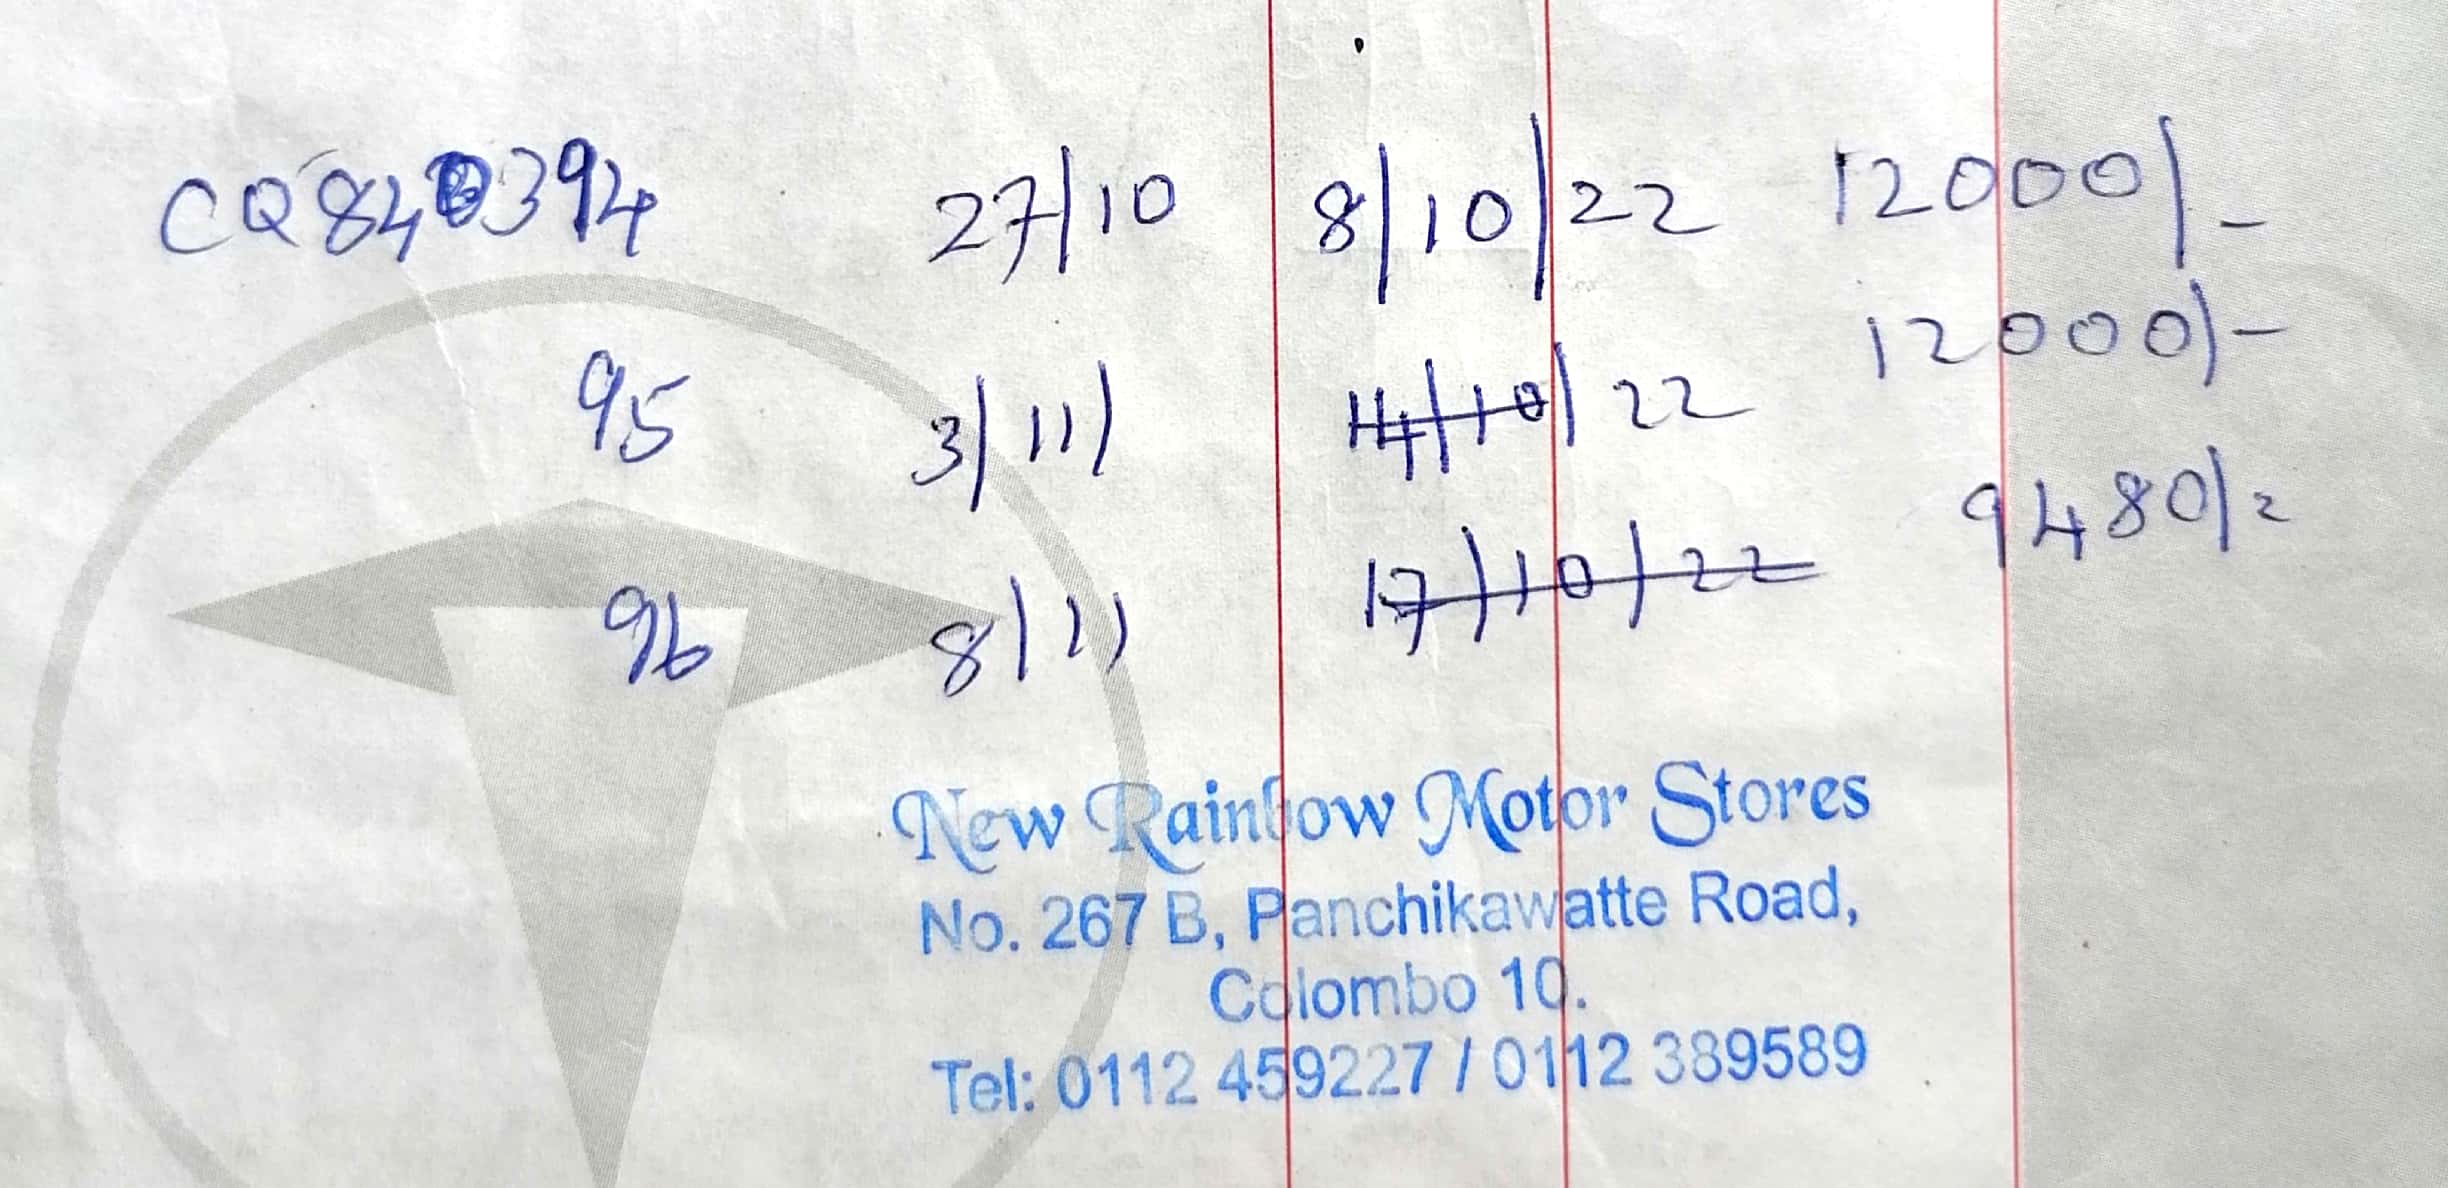 CQ840394 27/10 8/10/22 12000/-
95 3/11/ 14/10/22 12000/-
96 8/11 17/10/22 9480/=
New Rainbow Motor Stores
No. 267 B, Panchikawatte Road,
Colombo 10.
Tel: 0112 459227 / 0112 389589